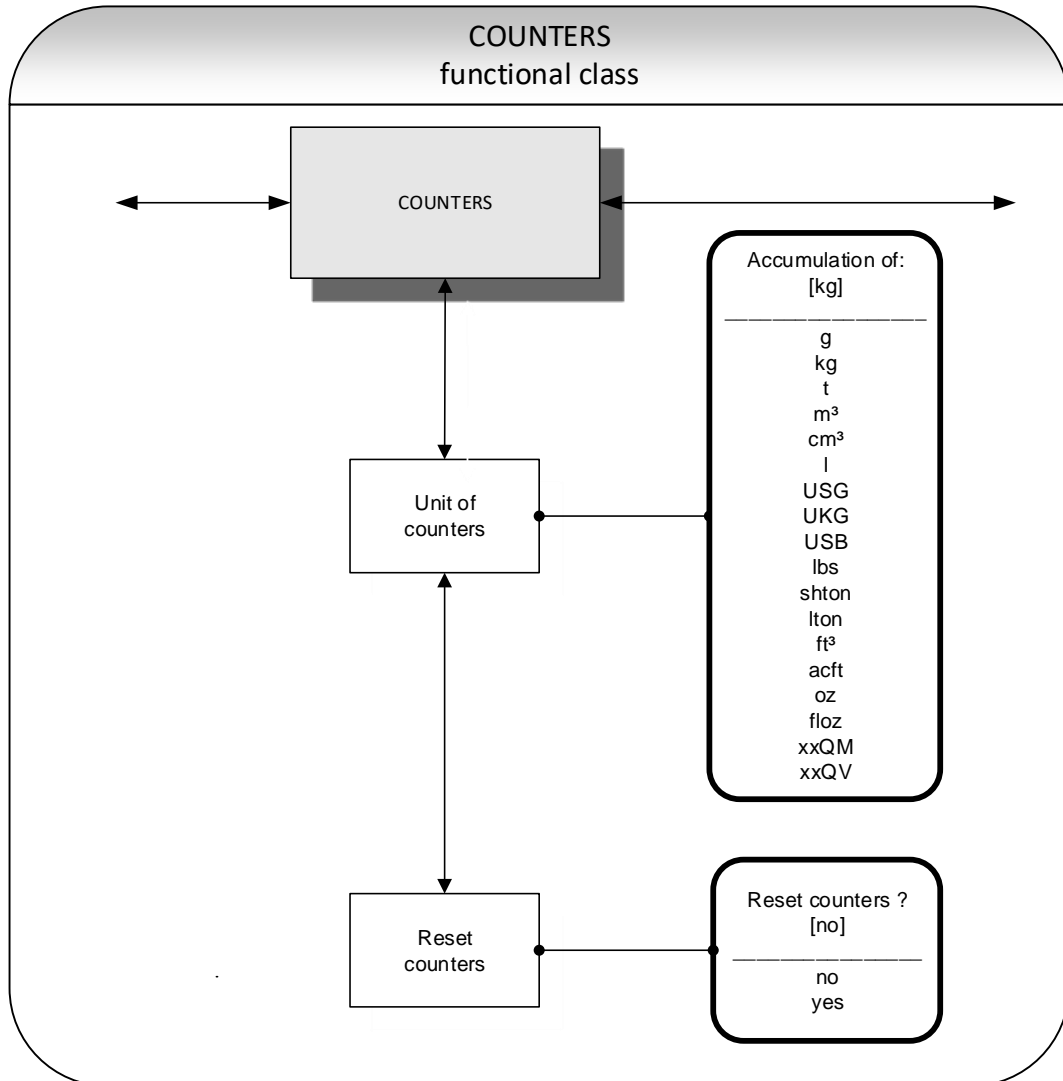 COUNTERS
functional class
COUNTERS
Accumulation of:
[kg]
g
kg
t
m³
cm³
l
USG
UKG
USB
lbs
shton
lton
ft³
acft
oz
floz
xxQM
xxQV
Unit of
counters
Reset
counters
Reset counters ?
[no]
no
yes